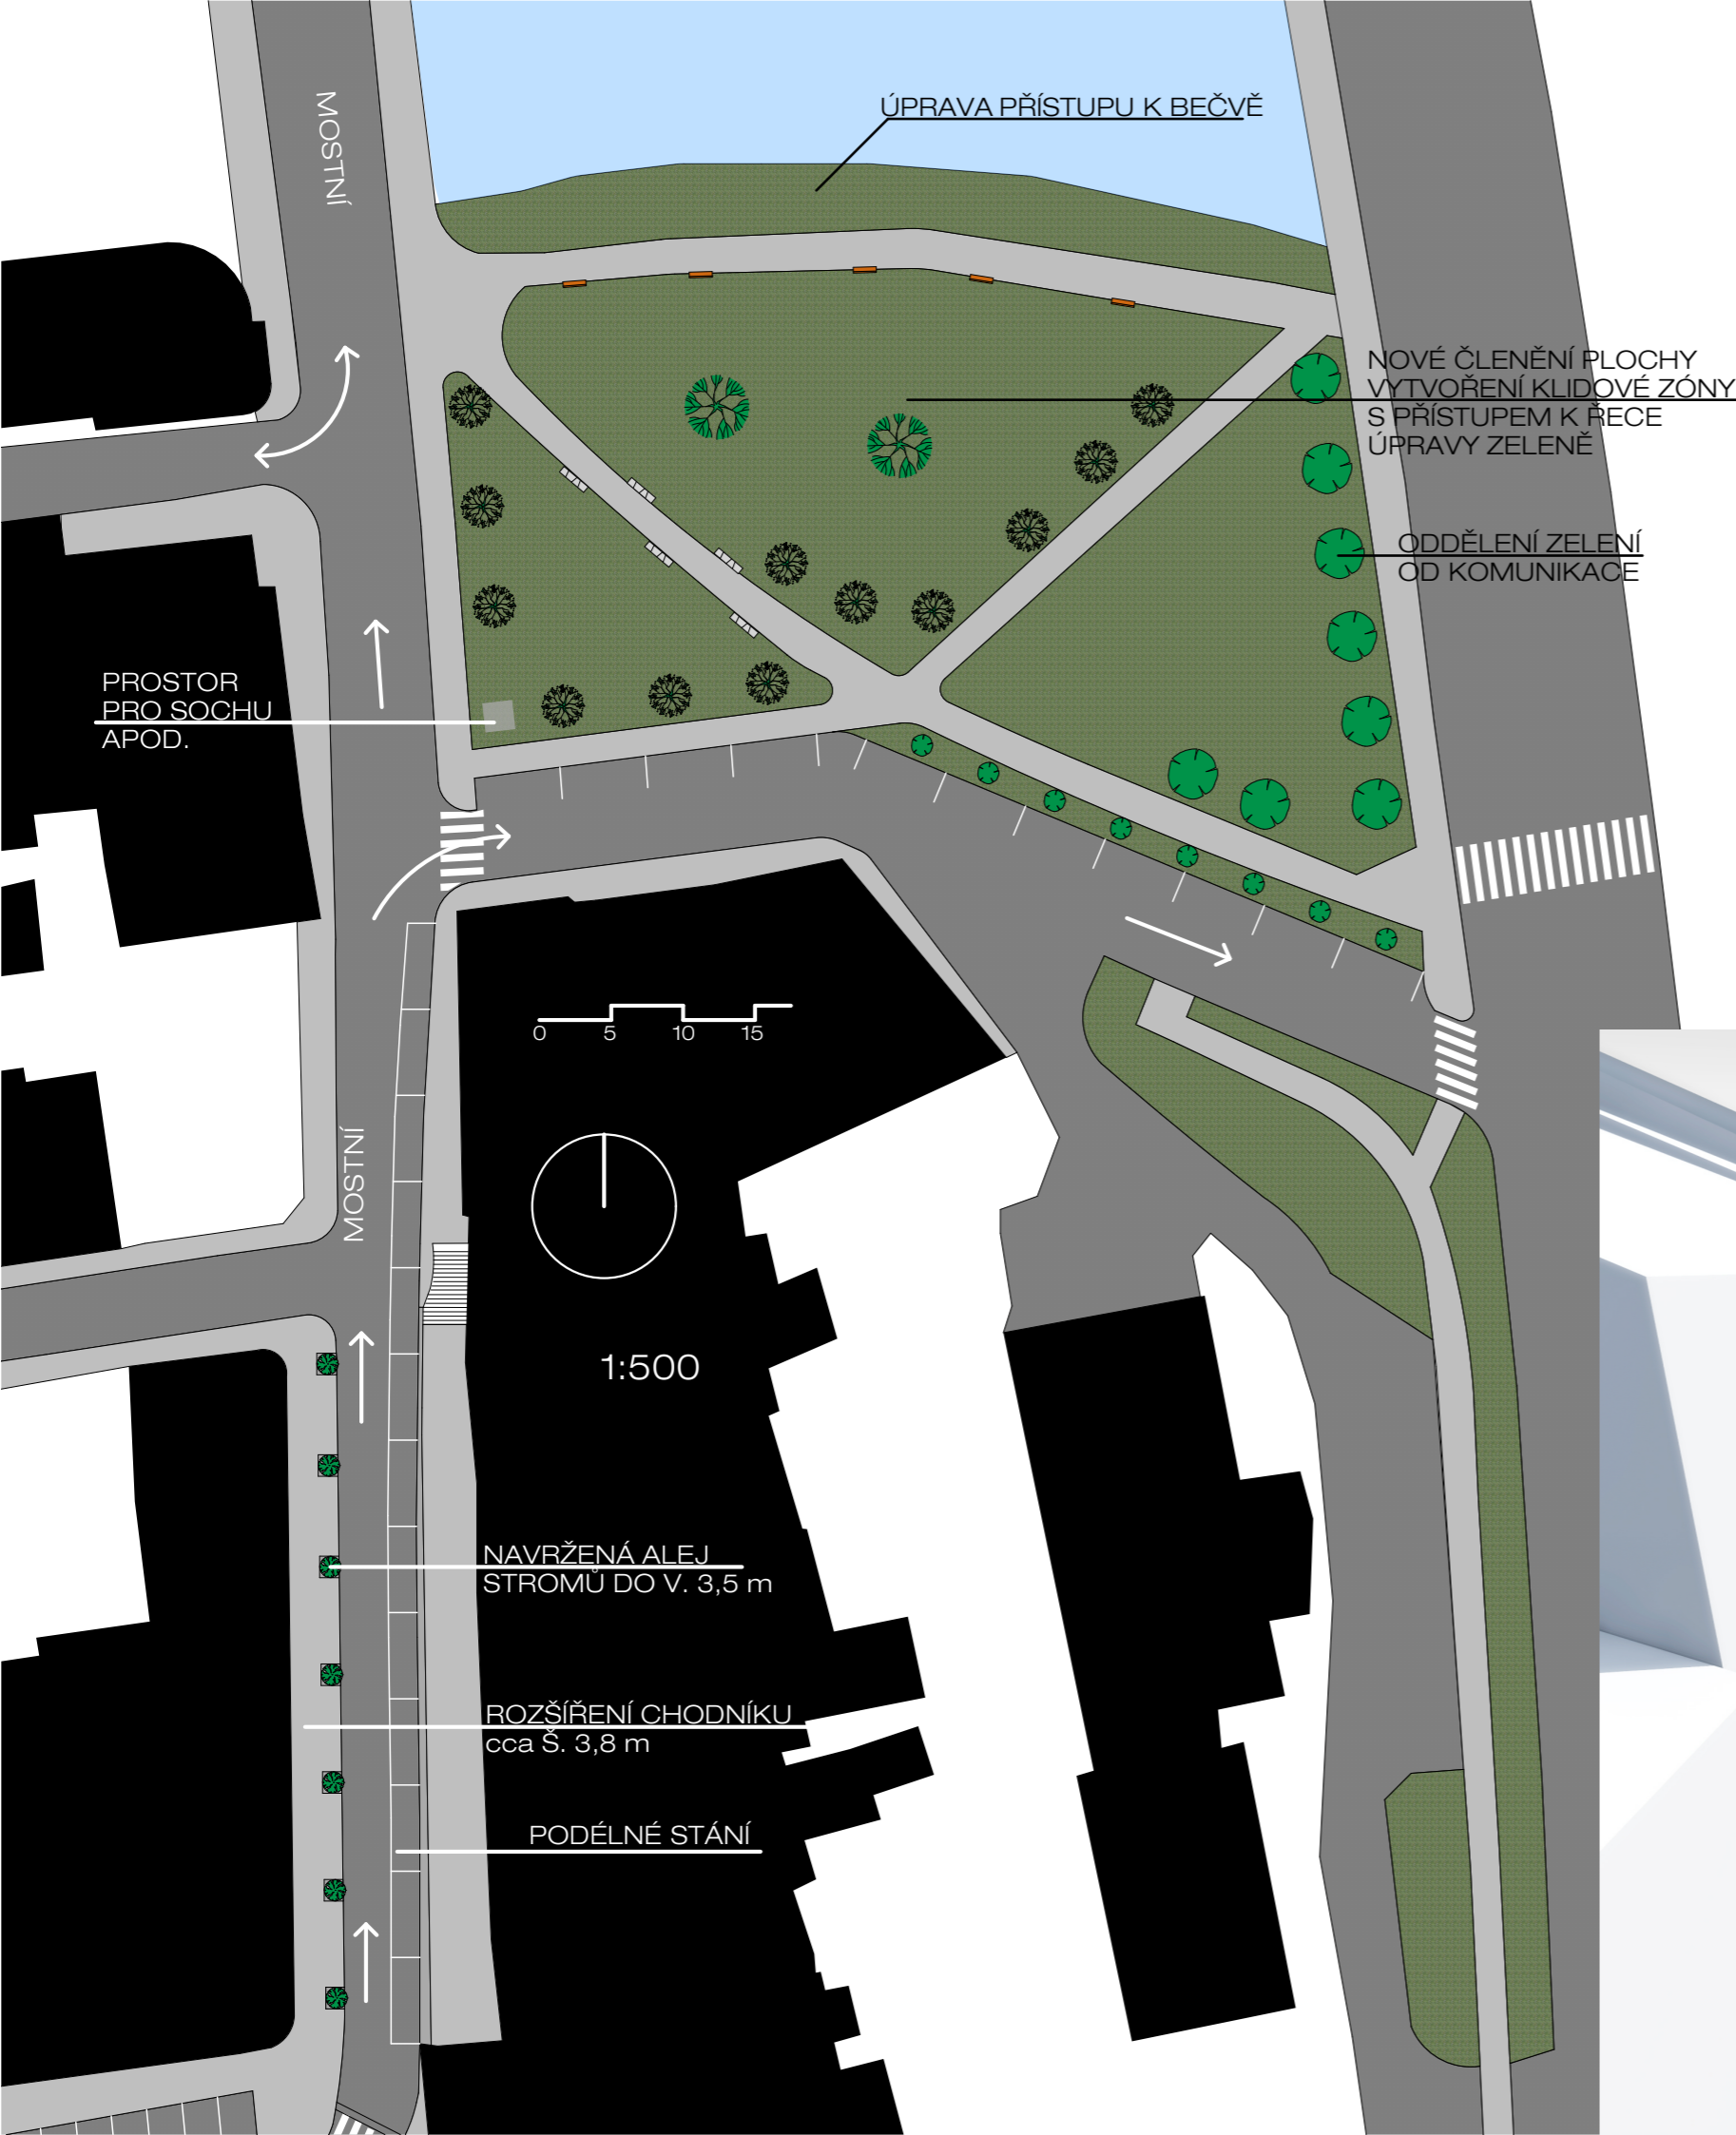 MOSTNÍ
ÚPRAVA PŘÍSTUPU K BEČVĚ
NOVÉ ČLENĚNÍ PLOCHY
VYTVOŘENÍ KLIDOVÉ ZÓNY
S PŘÍSTUPEM K ŘECE
ÚPRAVY ZELENĚ
ODDĚLENÍ ZELENÍ
OD KOMUNIKACE
PROSTOR
PRO SOCHU
APOD.
0 5 10 15
MOSTNÍ
1:500
NAVRŽENÁ ALEJ
STROMŮ DO V. 3,5 m
ROZŠÍŘENÍ CHODNÍKU
cca Š. 3,8 m
PODÉLNÉ STÁNÍ